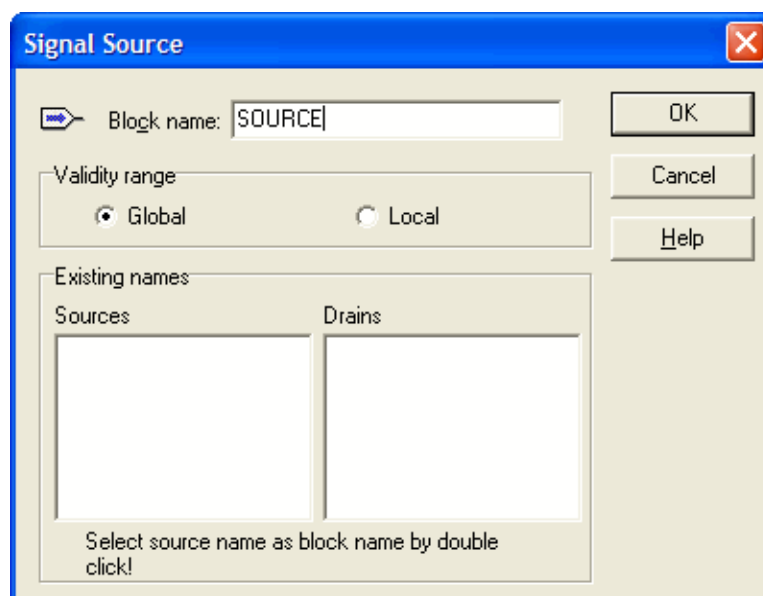 Signal Source
Block name: SOURCE
OK
Validity range
Cancel
Global Local
Help
Existing names
Sources Drains
Select source name as block name by double
click!